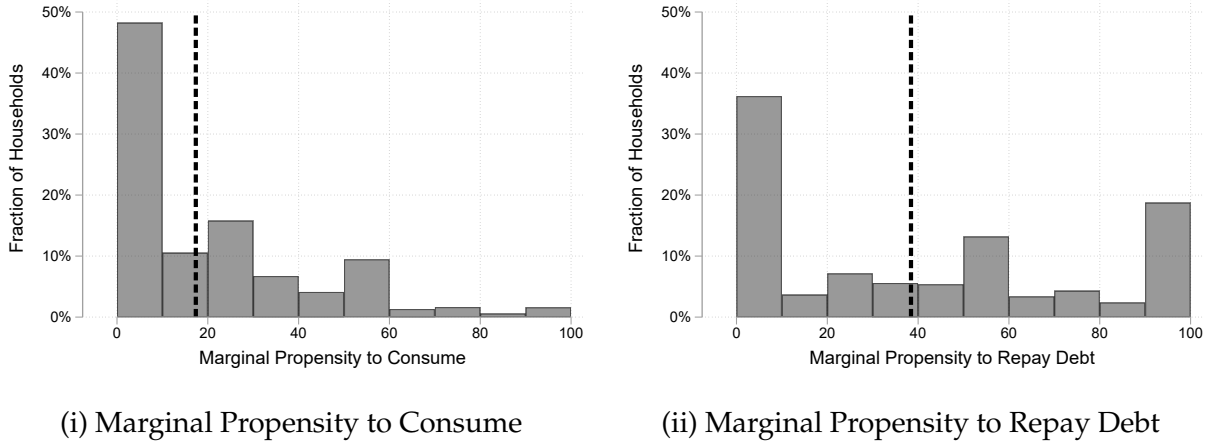 50%
40%
30%
20%
10%
0%
Fraction of Households
0 20 40 60 80 100
Marginal Propensity to Consume
(i) Marginal Propensity to Consume
50%
40%
30%
20%
10%
0%
Fraction of Households
0 20 40 60 80 100
Marginal Propensity to Repay Debt
(ii) Marginal Propensity to Repay Debt